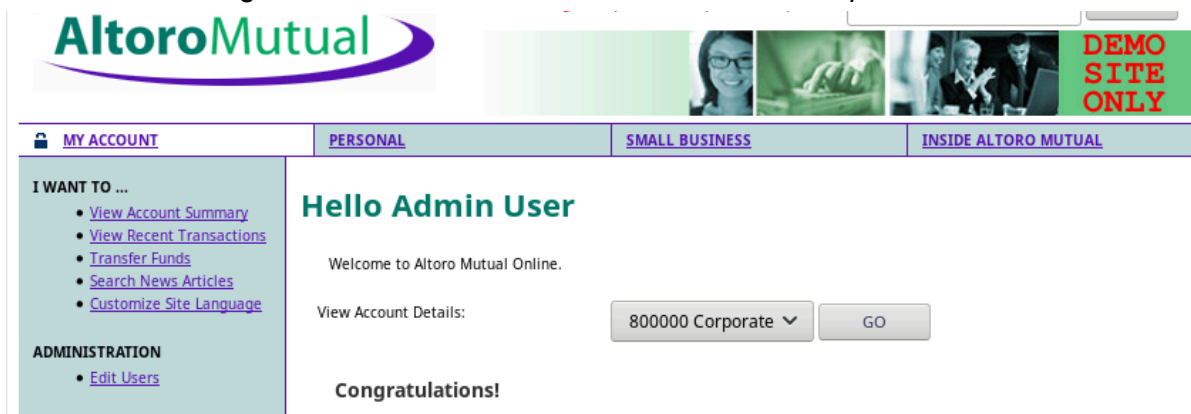 AltoroMutual
DEMO
SITE
ONLY
MY ACCOUNT
PERSONAL
SMALL BUSINESS
INSIDE ALTORO MUTUAL
I WANT TO ...
• View Account Summary
• View Recent Transactions
• Transfer Funds
• Search News Articles
• Customize Site Language
ADMINISTRATION
• Edit Users
Hello Admin User
Welcome to Altoro Mutual Online.
View Account Details:
800000 Corporate
GO
Congratulations!